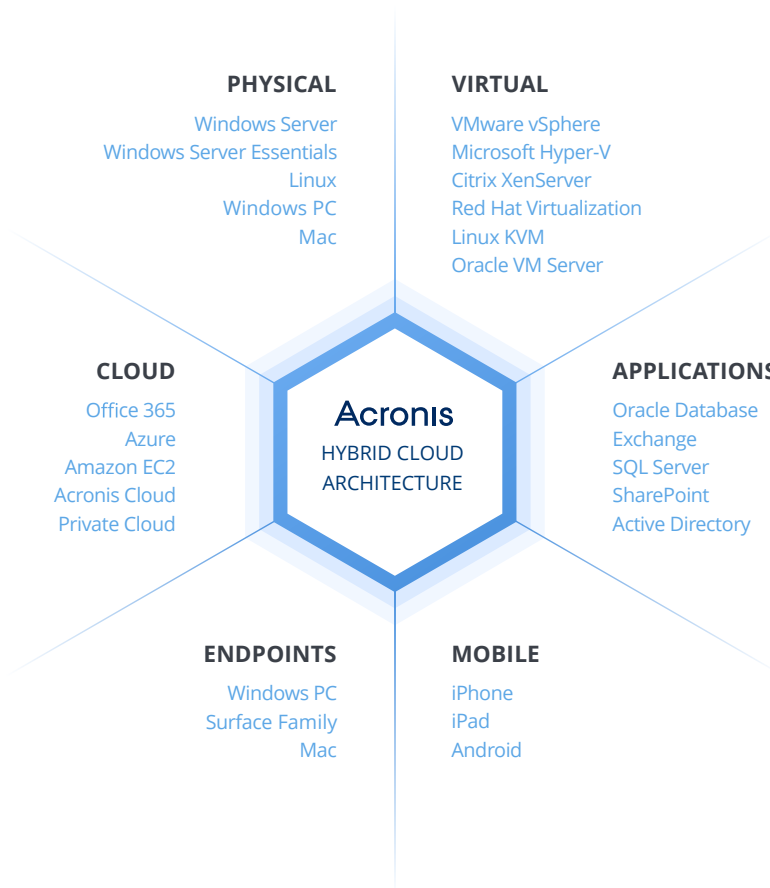 PHYSICAL
Windows Server
Windows Server Essentials
Linux
Windows PC
Mac
VIRTUAL
VMware vSphere
Microsoft Hyper-V
Citrix XenServer
Red Hat Virtualization
Linux KVM
Oracle VM Server
CLOUD
Office 365
Azure
Amazon EC2
Acronis Cloud
Private Cloud
Acronis
HYBRID CLOUD
ARCHITECTURE
APPLICATIONS
Oracle Database
Exchange
SQL Server
SharePoint
Active Directory
ENDPOINTS
Windows PC
Surface Family
Mac
MOBILE
iPhone
iPad
Android